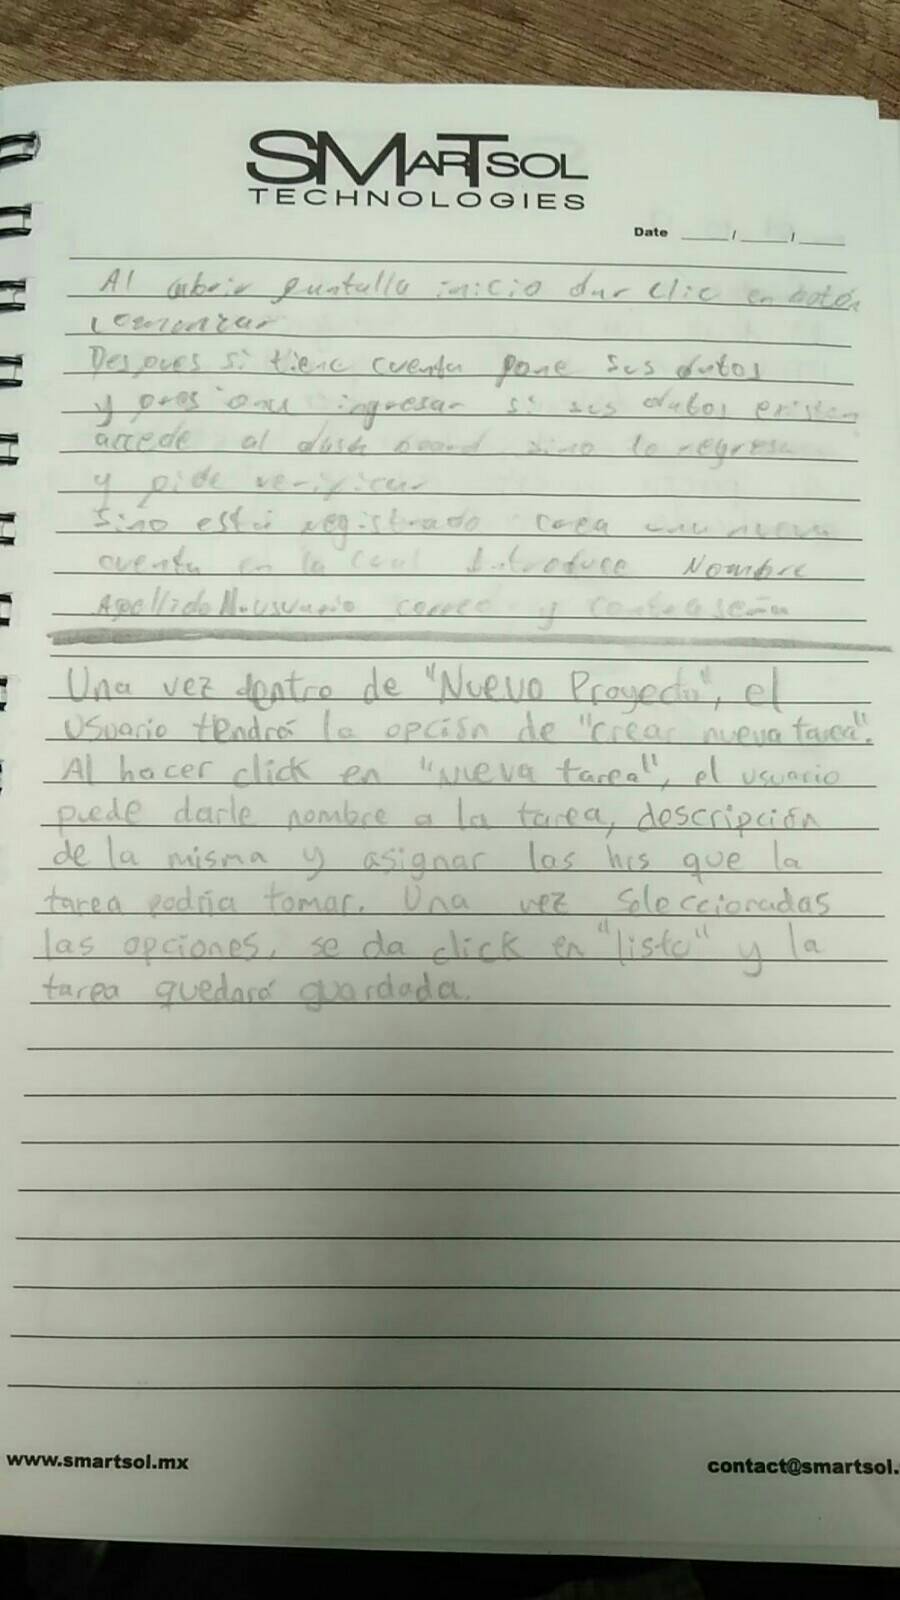 SMARTSOL
TECHNOLOGIES
Date ____/____/____
Al abrir puntalla inicio dar clic en botón
comenzar
Despues si tiene cuenta pone sus datos
y presiona ingresar si sus datos existen
accede al dash board sino lo regresa
y pide verificar
Sino está registrado crea una nueva
cuenta en la cual Introduce Nombre
Apellido N.usuario correo y contraseña
Una vez dentro de "Nuevo Proyecto", el
usuario tendrá la opción de "crear nueva tarea".
Al hacer click en "nueva tarea", el usuario
puede darle nombre a la tarea, descripción
de la misma y asignar las hrs que la
tarea podría tomar. Una vez seleccionadas
las opciones, se da click en "listo" y la
tarea quedará guardada.
www.smartsol.mx
contact@smartsol.